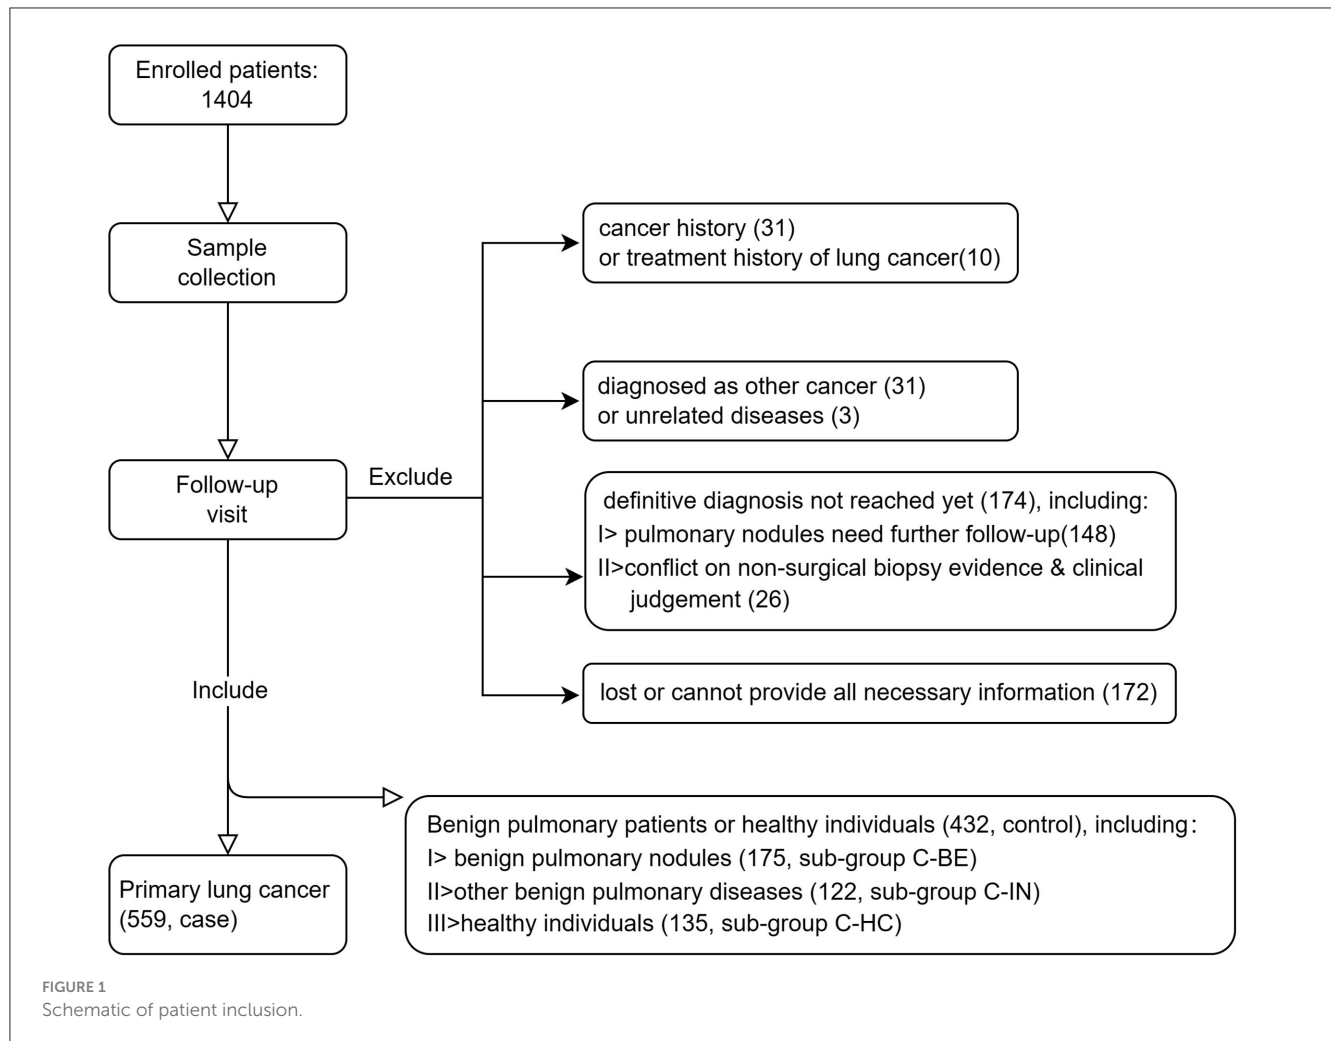 Enrolled patients:
1404
Sample
collection
Follow-up
visit
Exclude
cancer history (31)
or treatment history of lung cancer(10)
diagnosed as other cancer (31)
or unrelated diseases (3)
definitive diagnosis not reached yet (174), including:
I> pulmonary nodules need further follow-up(148)
II>conflict on non-surgical biopsy evidence & clinical
judgement (26)
lost or cannot provide all necessary information (172)
Include
Benign pulmonary patients or healthy individuals (432, control), including:
I> benign pulmonary nodules (175, sub-group C-BE)
II>other benign pulmonary diseases (122, sub-group C-IN)
III>healthy individuals (135, sub-group C-HC)
Primary lung cancer
(559, case)
FIGURE 1
Schematic of patient inclusion.